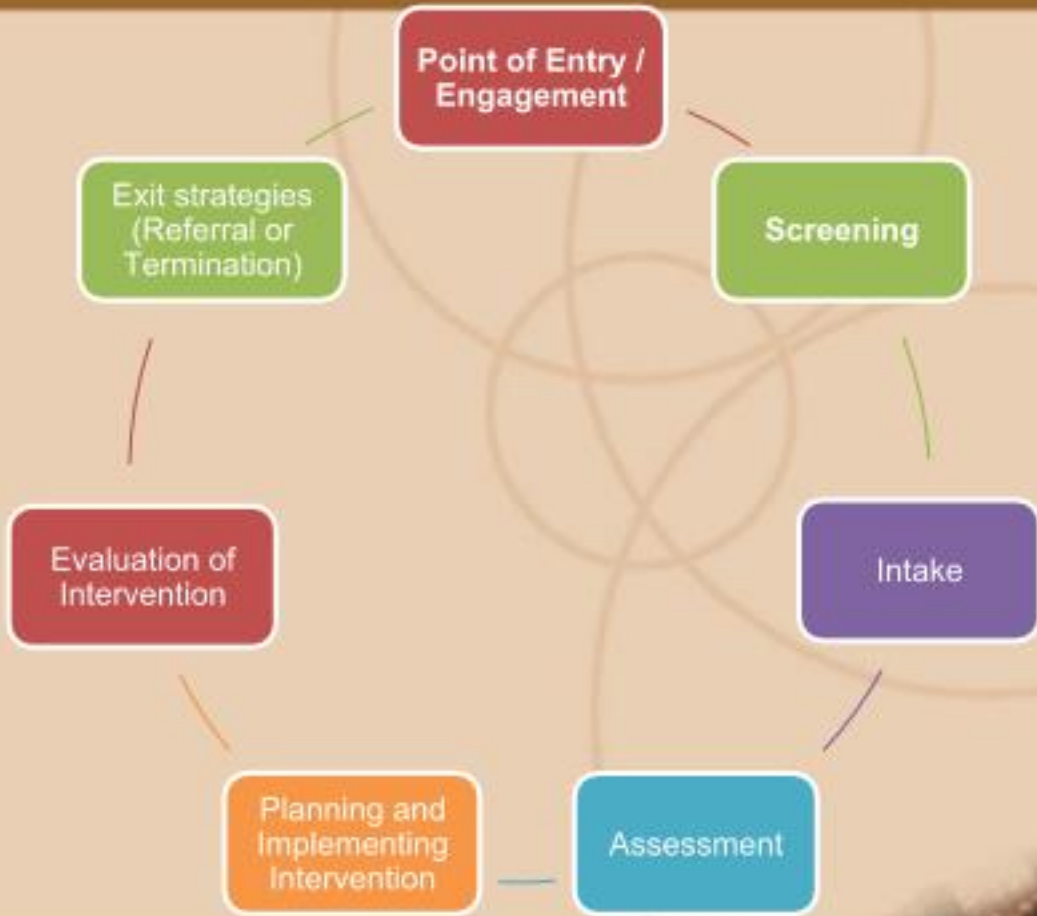 Point of Entry /
Engagement
Screening
Intake
Assessment
Planning and
Implementing
Intervention
Evaluation of
Intervention
Exit strategies
(Referral or
Termination)